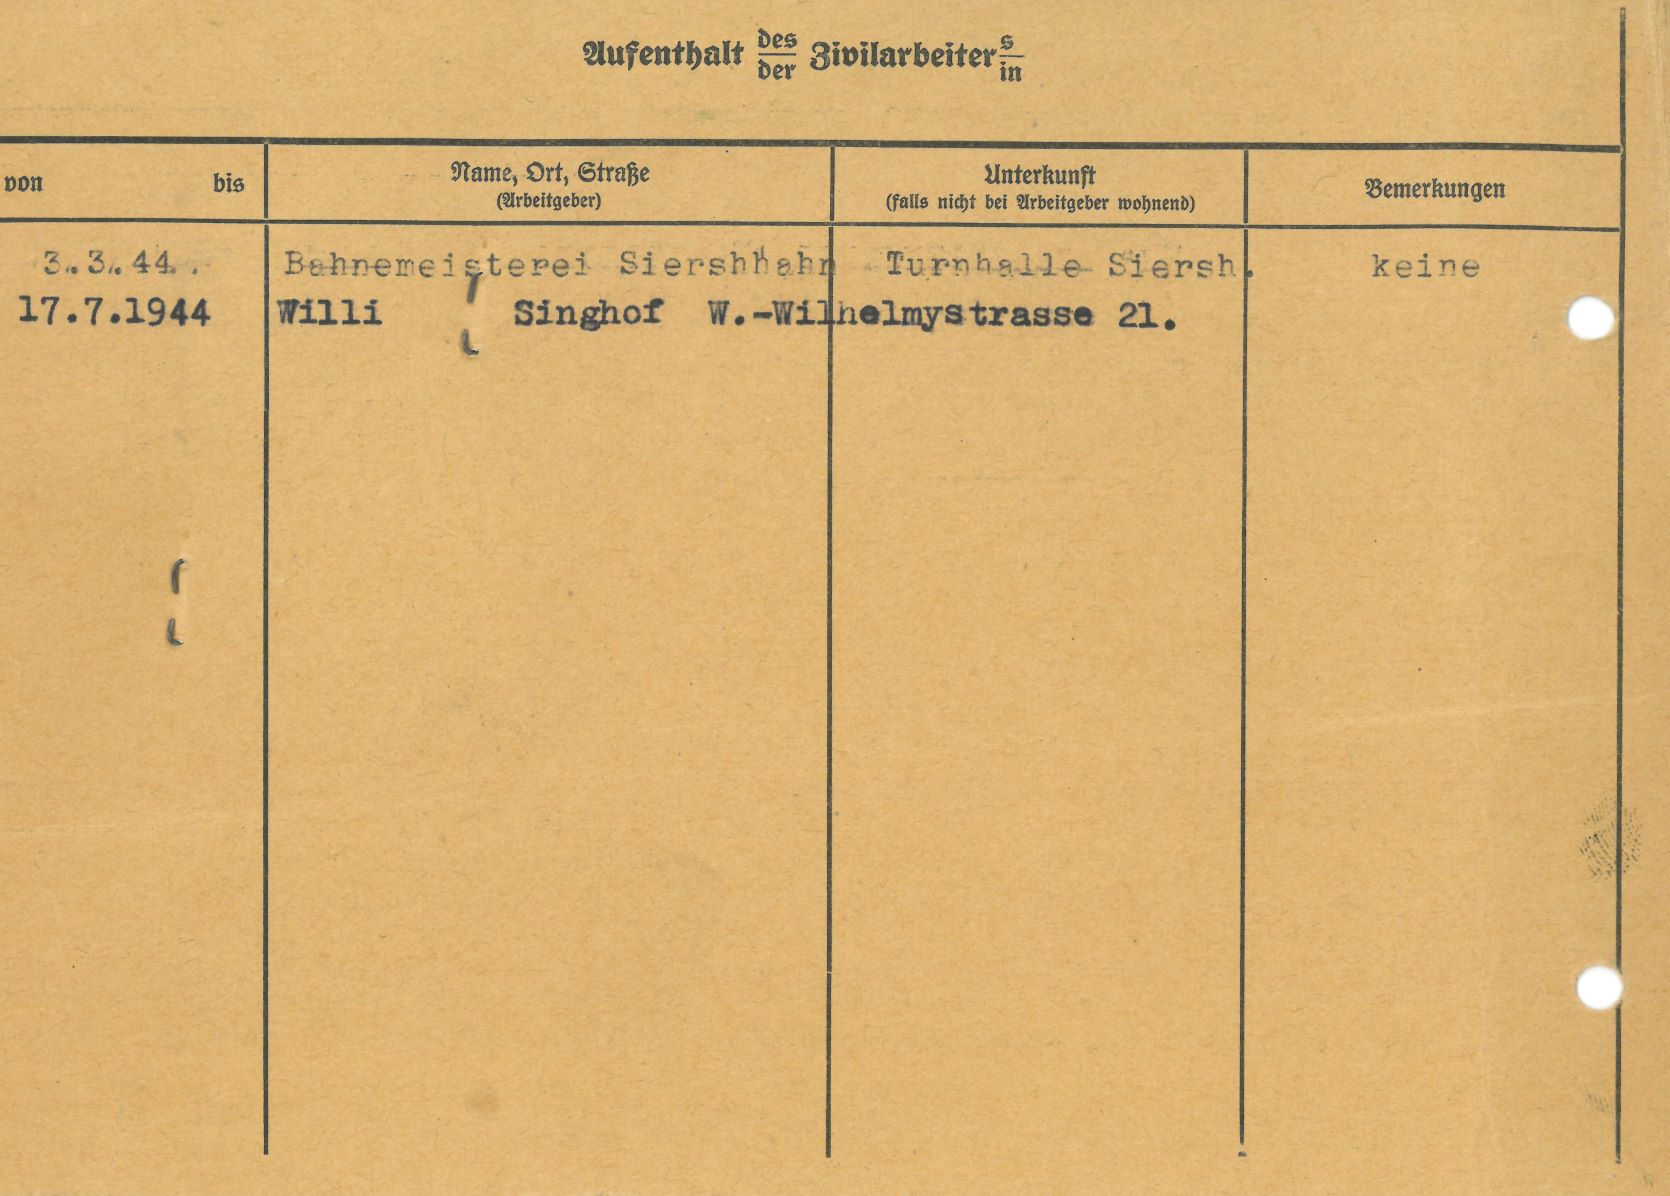 Aufenthalt des/der Zivilarbeiters/in
von bis Name, Ort, Straße (Arbeitgeber) Unterkunft (falls nicht bei Arbeitgeber wohnend) Bemerkungen
3.3.44. Bahnemeisterei Siershhahn Turnhalle Siersh. keine
17.7.1944 Willi Singhof W.-Wilhelmystrasse 21.